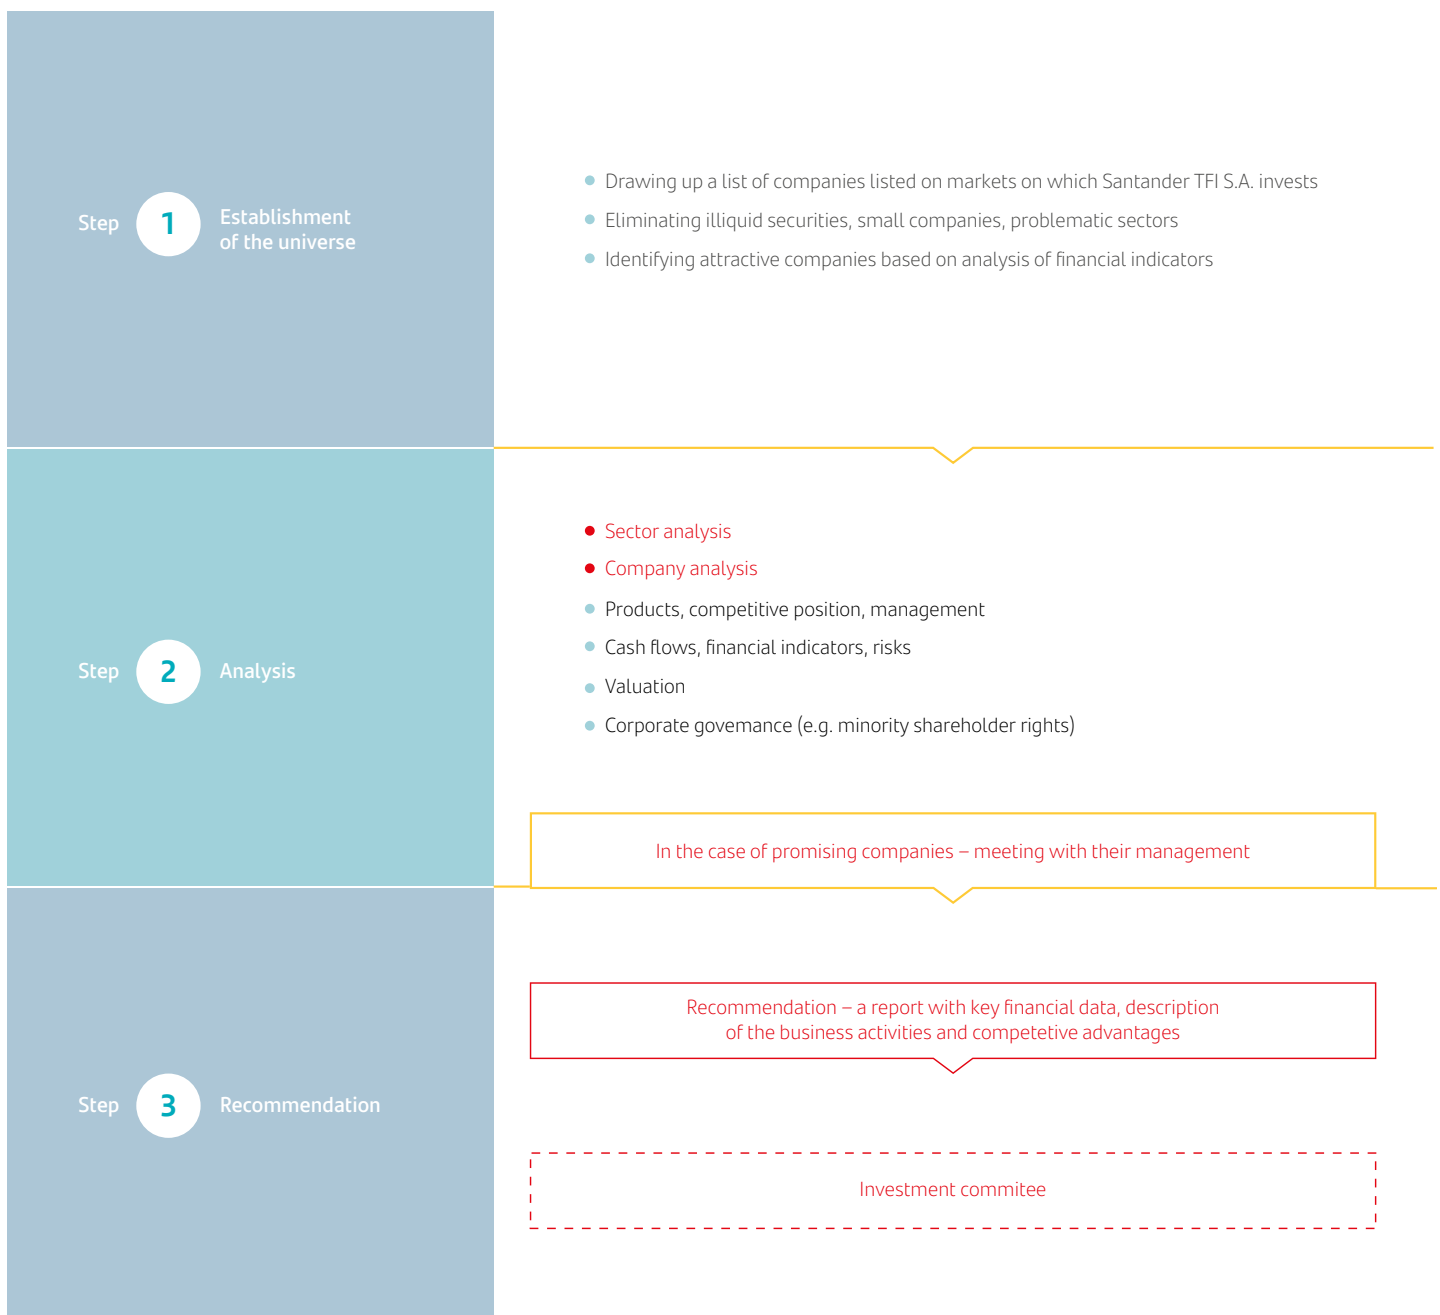 Step 1 Establishment
of the universe
Drawing up a list of companies listed on markets on which Santander TFI S.A. invests
Eliminating illiquid securities, small companies, problematic sectors
Identifying attractive companies based on analysis of financial indicators
Step 2 Analysis
Sector analysis
Company analysis
Products, competitive position, management
Cash flows, financial indicators, risks
Valuation
Corporate govemance (e.g. minority shareholder rights)
In the case of promising companies – meeting with their management
Step 3 Recommendation
Recommendation – a report with key financial data, description
of the business activities and competetive advantages
Investment commitee